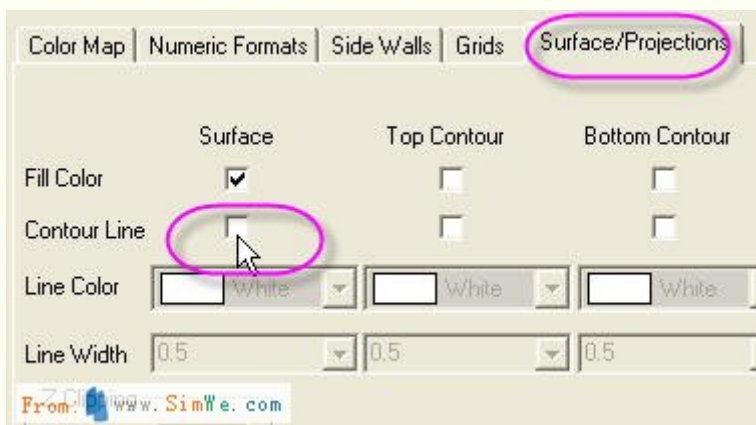 Color Map Numeric Formats Side Walls Grids Surface/Projections
Surface Top Contour Bottom Contour
Fill Color
Contour Line
Line Color White White White
Line Width 0.5 0.5 0.5
Z Clipping
From: www.SimWe.com